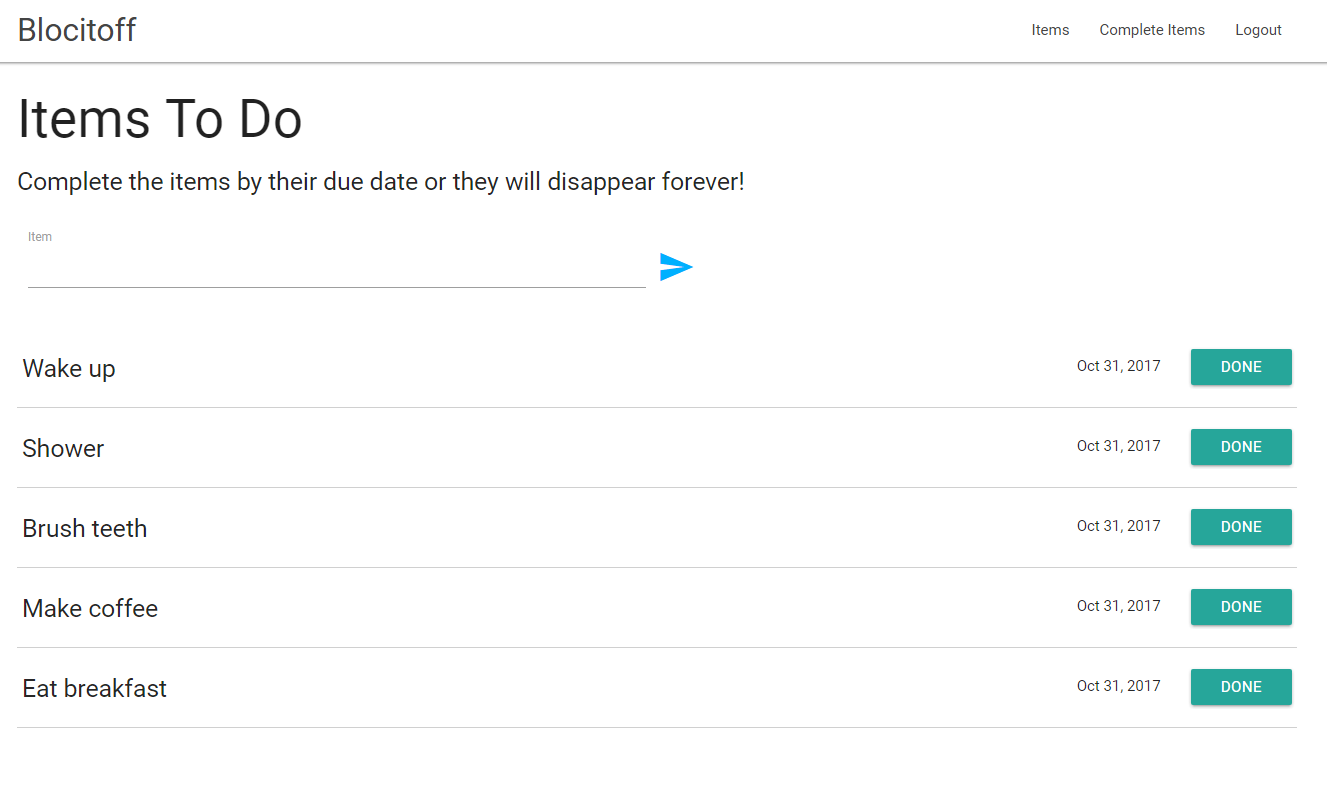 Blocitoff
Items Complete Items Logout
Items To Do
Complete the items by their due date or they will disappear forever!
Item
Wake up Oct 31, 2017 DONE
Shower Oct 31, 2017 DONE
Brush teeth Oct 31, 2017 DONE
Make coffee Oct 31, 2017 DONE
Eat breakfast Oct 31, 2017 DONE